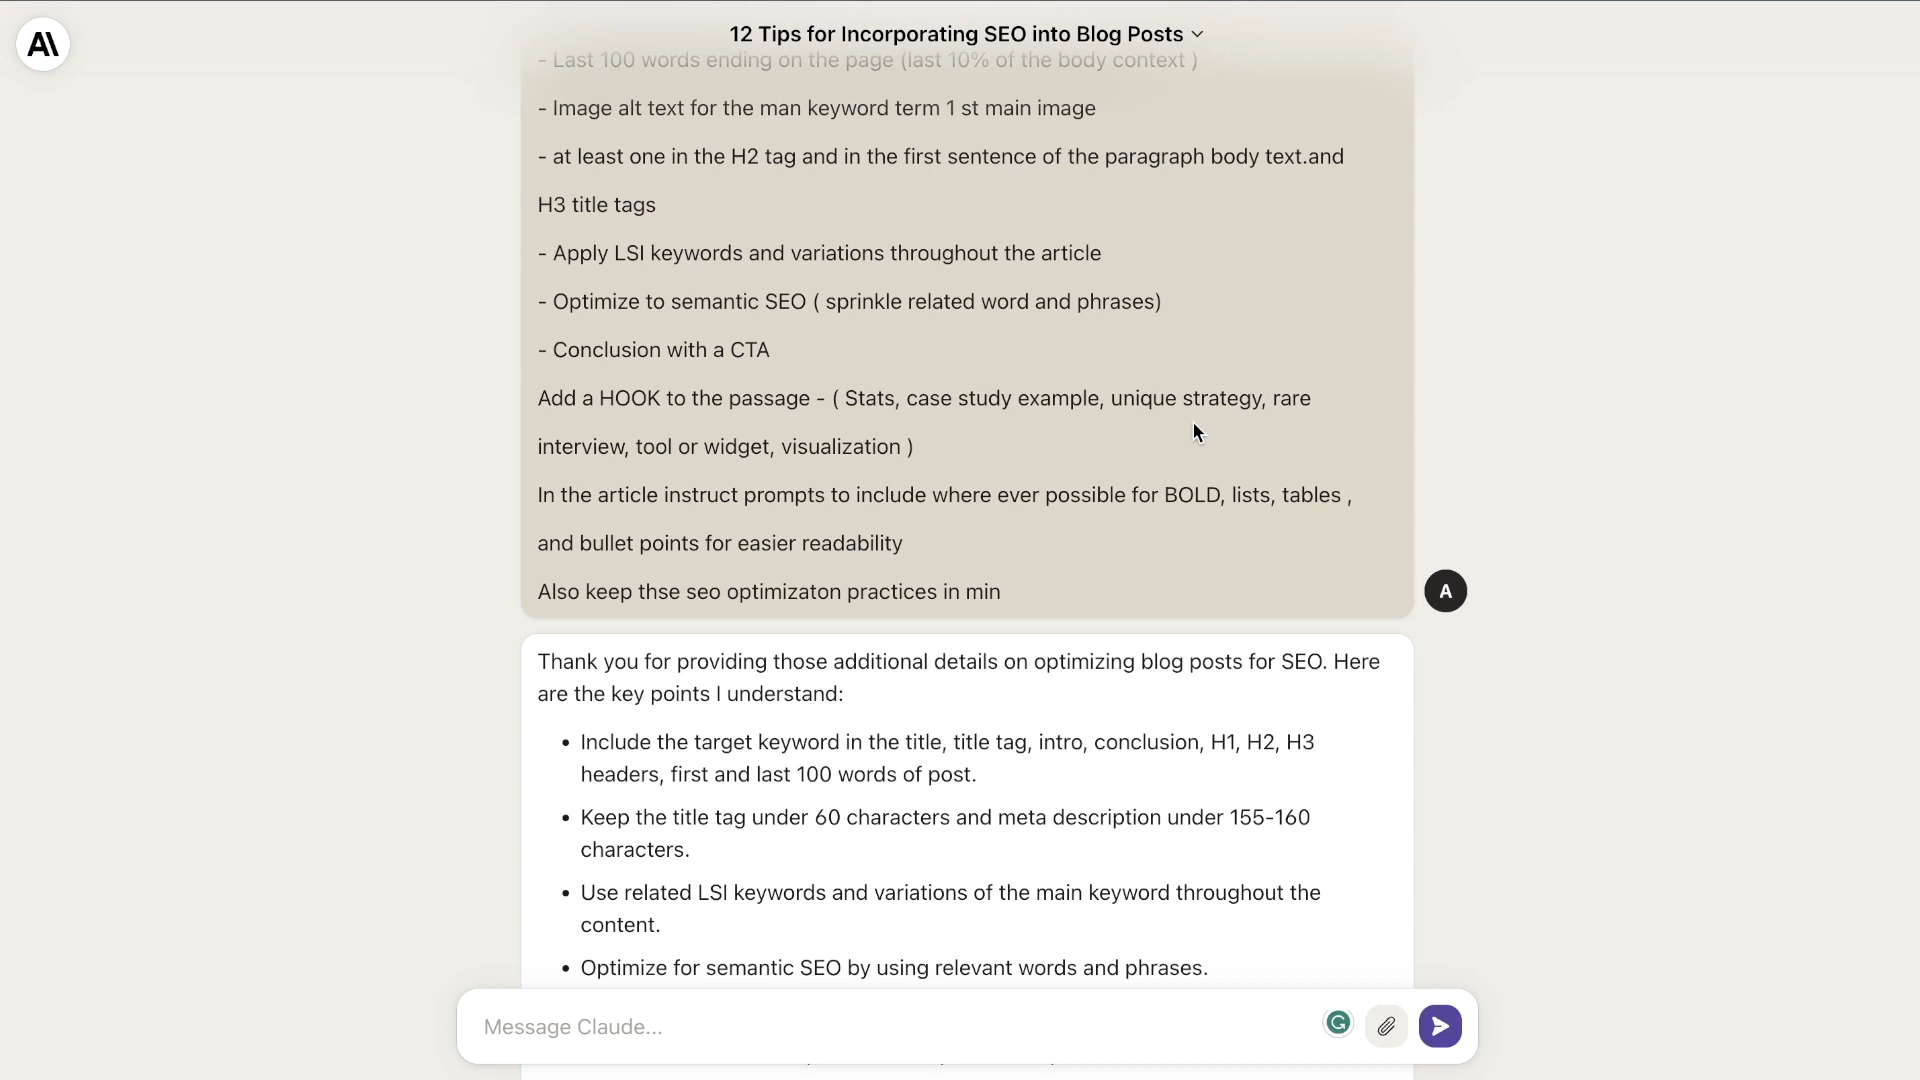 12 Tips for Incorporating SEO into Blog Posts
- Last 100 words ending on the page (last 10% of the body context )
- Image alt text for the man keyword term 1 st main image
- at least one in the H2 tag and in the first sentence of the paragraph body text.and
H3 title tags
- Apply LSI keywords and variations throughout the article
- Optimize to semantic SEO ( sprinkle related word and phrases)
- Conclusion with a CTA
Add a HOOK to the passage - ( Stats, case study example, unique strategy, rare
interview, tool or widget, visualization )
In the article instruct prompts to include where ever possible for BOLD, lists, tables ,
and bullet points for easier readability
Also keep thse seo optimizaton practices in min
A
Thank you for providing those additional details on optimizing blog posts for SEO. Here
are the key points I understand:
• Include the target keyword in the title, title tag, intro, conclusion, H1, H2, H3
headers, first and last 100 words of post.
• Keep the title tag under 60 characters and meta description under 155-160
characters.
• Use related LSI keywords and variations of the main keyword throughout the
content.
• Optimize for semantic SEO by using relevant words and phrases.
Message Claude...